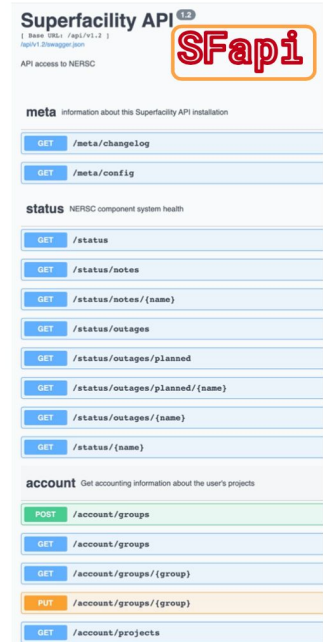 Superfacility API 1.2
[ Base URL: /api/v1.2 ]
/api/v1.2/swagger.json
SFapi
API access to NERSC
meta information about this Superfacility API installation
GET /meta/changelog
GET /meta/config
status NERSC component system health
GET /status
GET /status/notes
GET /status/notes/{name}
GET /status/outages
GET /status/outages/planned
GET /status/outages/planned/{name}
GET /status/outages/{name}
GET /status/{name}
account Get accounting information about the user's projects
POST /account/groups
GET /account/groups
GET /account/groups/{group}
PUT /account/groups/{group}
GET /account/projects